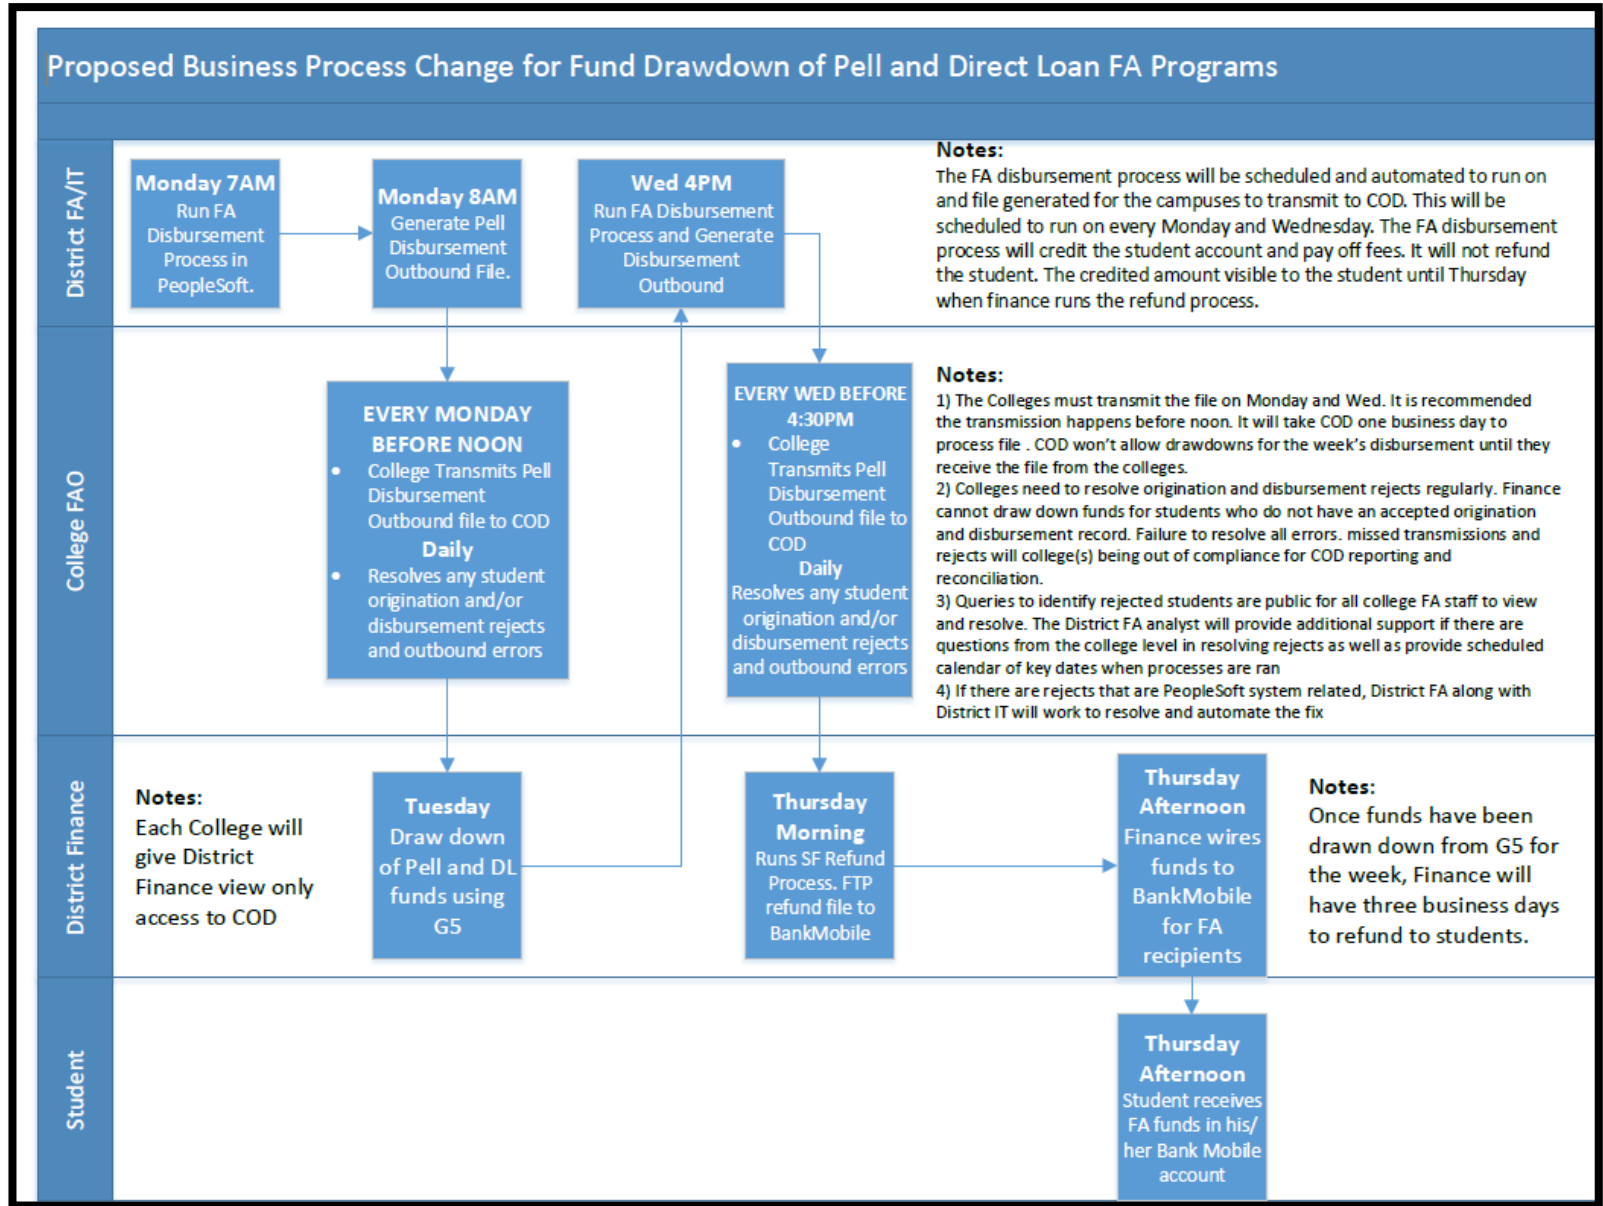 Proposed Business Process Change for Fund Drawdown of Pell and Direct Loan FA Programs
District FA/IT
Monday 7AM
Run FA
Disbursement
Process in
PeopleSoft.
Monday 8AM
Generate Pell
Disbursement
Outbound File.
Wed 4PM
Run FA Disbursement
Process and Generate
Disbursement
Outbound
Notes:
The FA disbursement process will be scheduled and automated to run on
and file generated for the campuses to transmit to COD. This will be
scheduled to run on every Monday and Wednesday. The FA disbursement
process will credit the student account and pay off fees. It will not refund
the student. The credited amount visible to the student until Thursday
when finance runs the refund process.
College FAO
EVERY MONDAY
BEFORE NOON
• College Transmits Pell
Disbursement
Outbound file to COD
Daily
• Resolves any student
origination and/or
disbursement rejects
and outbound errors
EVERY WED BEFORE
4:30PM
• College
Transmits Pell
Disbursement
Outbound file to
COD
Daily
Resolves any student
origination and/or
disbursement rejects
and outbound errors
Notes:
1) The Colleges must transmit the file on Monday and Wed. It is recommended
the transmission happens before noon. It will take COD one business day to
process file . COD won't allow drawdowns for the week's disbursement until they
receive the file from the colleges.
2) Colleges need to resolve origination and disbursement rejects regularly. Finance
cannot draw down funds for students who do not have an accepted origination
and disbursement record. Failure to resolve all errors. missed transmissions and
rejects will college(s) being out of compliance for COD reporting and
reconciliation.
3) Queries to identify rejected students are public for all college FA staff to view
and resolve. The District FA analyst will provide additional support if there are
questions from the college level in resolving rejects as well as provide scheduled
calendar of key dates when processes are ran
4) If there are rejects that are PeopleSoft system related, District FA along with
District IT will work to resolve and automate the fix
District Finance
Notes:
Each College will
give District
Finance view only
access to COD
Tuesday
Draw down
of Pell and DL
funds using
G5
Thursday
Morning
Runs SF Refund
Process. FTP
refund file to
BankMobile
Thursday
Afternoon
Finance wires
funds to
BankMobile
for FA
recipients
Notes:
Once funds have been
drawn down from G5 for
the week, Finance will
have three business days
to refund to students.
Student
Thursday
Afternoon
Student receives
FA funds in his/
her Bank Mobile
account